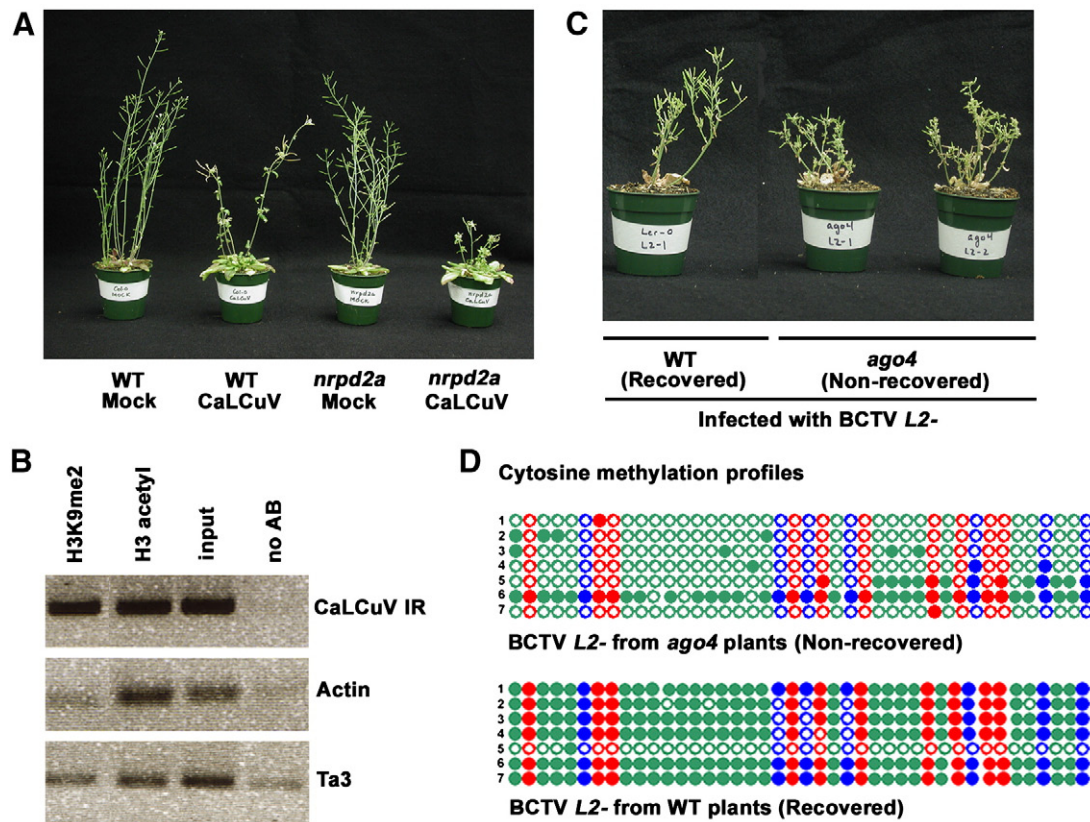 A
Col-0
Mock
Col-0
CaLCuV
nrpd2a
Mock
nrpd2a
CaLCuV
WT
Mock
WT
CaLCuV
nrpd2a
Mock
nrpd2a
CaLCuV
C
Ler-0
L2-1
ago4
L2-1
ago4
L2-2
WT
(Recovered)
ago4
(Non-recovered)
Infected with BCTV L2-
B
H3K9me2
H3 acetyl
input
no AB
CaLCuV IR
Actin
Ta3
D
Cytosine methylation profiles
1
2
3
4
5
6
7
BCTV L2- from ago4 plants (Non-recovered)
1
2
3
4
5
6
7
BCTV L2- from WT plants (Recovered)